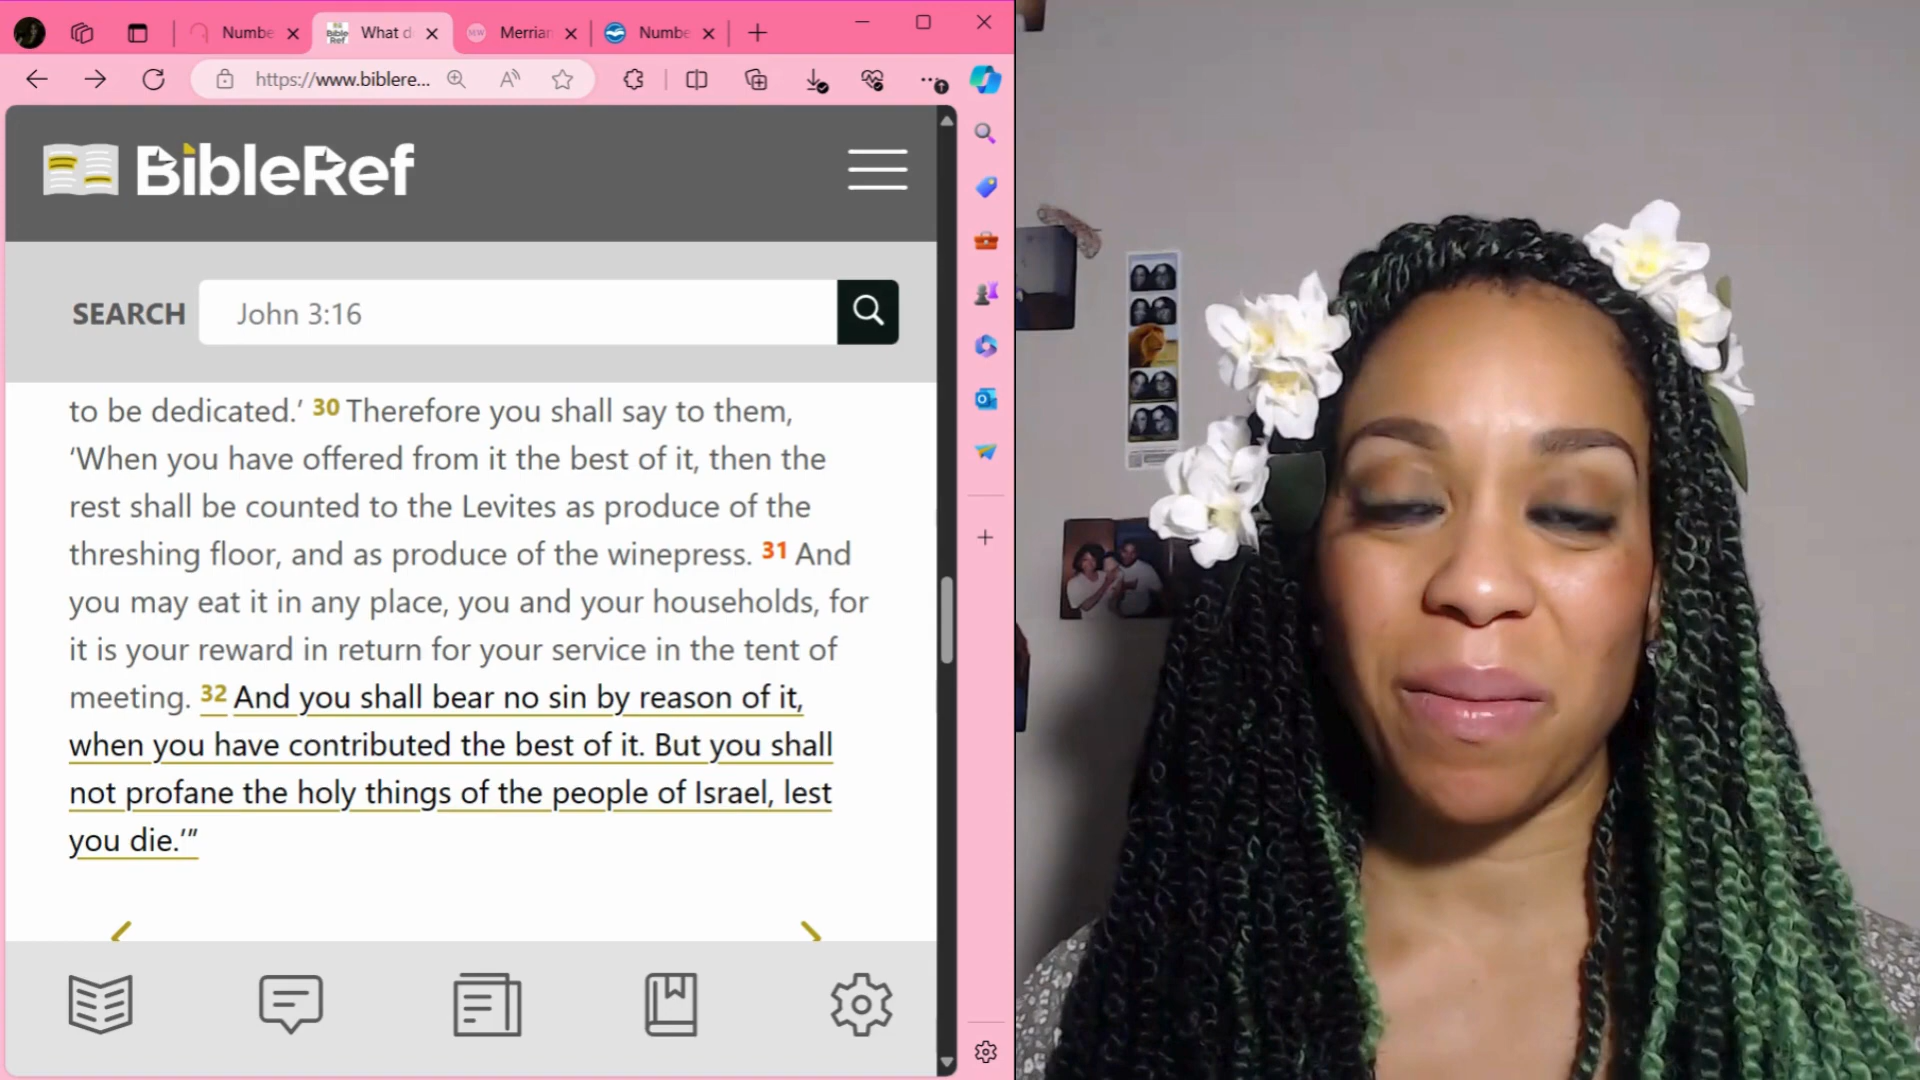 Numbe
What d
Merriam
Numbe
https://www.biblere...
BibleRef
SEARCH John 3:16
to be dedicated.’ 30 Therefore you shall say to them,
‘When you have offered from it the best of it, then the
rest shall be counted to the Levites as produce of the
threshing floor, and as produce of the winepress. 31 And
you may eat it in any place, you and your households, for
it is your reward in return for your service in the tent of
meeting. 32 And you shall bear no sin by reason of it,
when you have contributed the best of it. But you shall
not profane the holy things of the people of Israel, lest
you die.’”